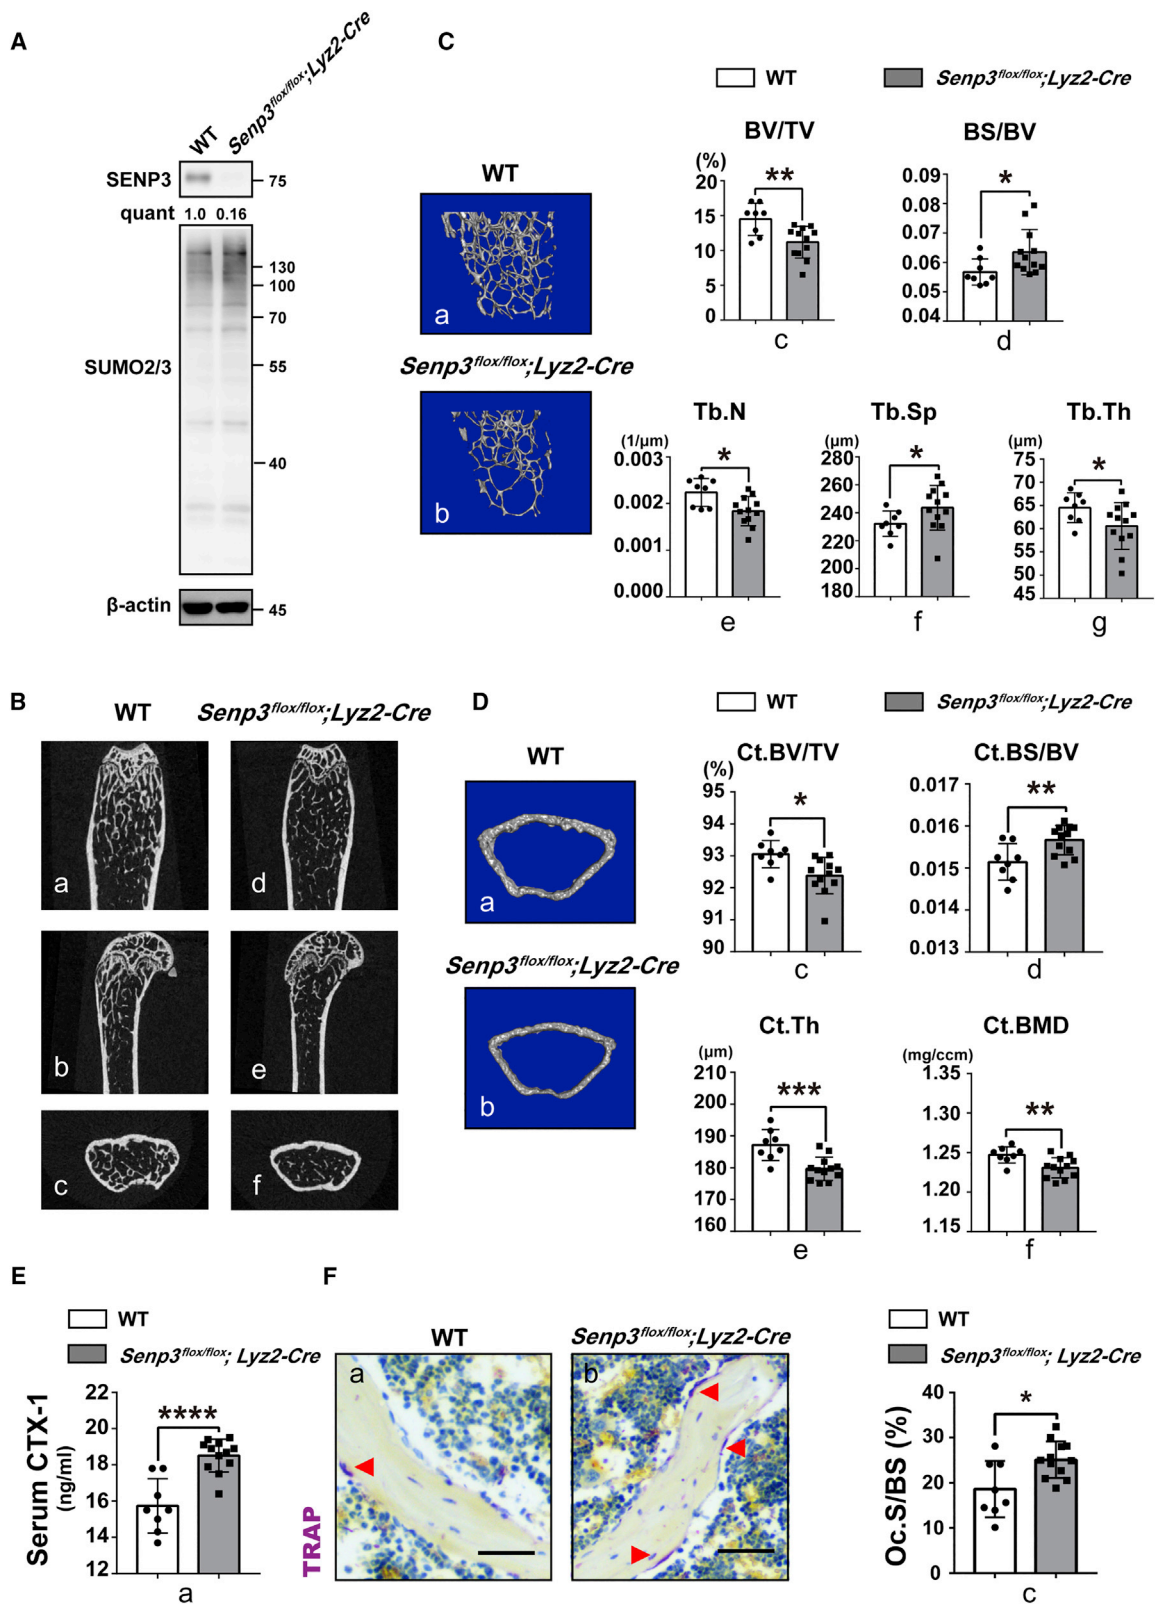 A
WT
Senp3flox/flox;Lyz2-Cre
SENP3
75
quant 1.0 0.16
SUMO2/3
130
100
70
55
40
β-actin
45
B
WT Senp3flox/flox;Lyz2-Cre
a
d
b
e
c
f
C
WT Senp3flox/flox;Lyz2-Cre
WT
a
Senp3flox/flox;Lyz2-Cre
b
BV/TV
(%)
20
15
10
5
0
**
c
BS/BV
0.09
0.08
0.07
0.06
0.05
0.04
*
d
Tb.N
(1/μm)
0.003
0.002
0.001
0.000
*
e
Tb.Sp
(μm)
280
260
240
220
200
180
*
f
Tb.Th
(μm)
75
70
65
60
55
50
45
*
g
D
WT Senp3flox/flox;Lyz2-Cre
WT
a
Senp3flox/flox;Lyz2-Cre
b
Ct.BV/TV
(%)
95
94
93
92
91
90
*
c
Ct.BS/BV
0.017
0.016
0.015
0.014
0.013
**
d
Ct.Th
(μm)
210
200
190
180
170
160
***
e
Ct.BMD
(mg/ccm)
1.35
1.30
1.25
1.20
1.15
**
f
E
WT
Senp3flox/flox; Lyz2-Cre
Serum CTX-1
(ng/ml)
22
20
18
16
14
12
****
a
F
WT
a
Senp3flox/flox;Lyz2-Cre
b
TRAP
WT
Senp3flox/flox; Lyz2-Cre
Oc.S/BS (%)
40
30
20
10
0
*
c